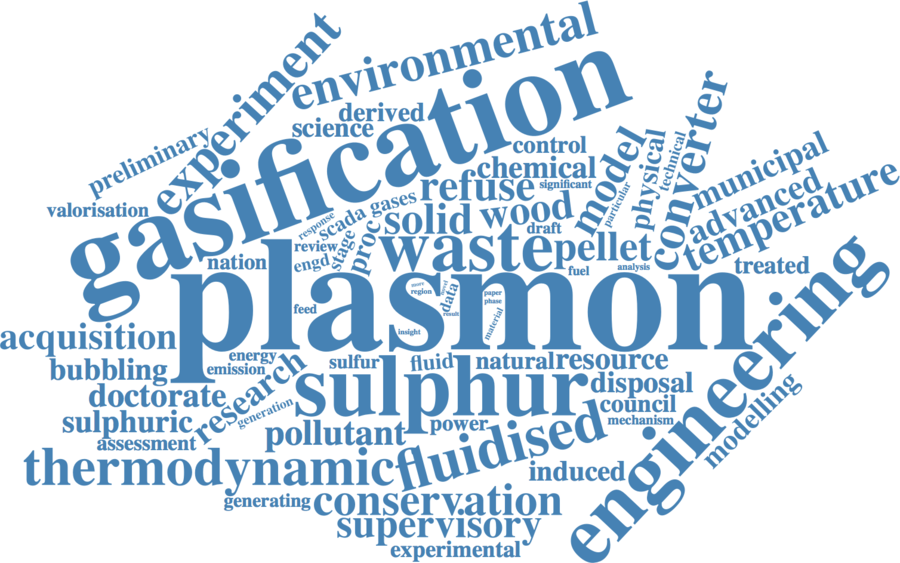 environmental
experiment
gasification
derived
science
preliminary
valorisation
control
chemical
significant
refuse
model
particular
physical
technical
converter
municipal
advanced
temperature
response
scada
gases
solid
wood
draft
review
stage
proc
engd
waste
pellet
fuel
analysis
treated
nation
plasmon
feed
more
region
novel
data
result
paper
phase
material
insight
engineering
acquisition
bubbling
energy
emission
research
sulfur
fluid
natural
resource
doctorate
generation
sulphur
disposal
sulphuric
council
mechanism
assessment
pollutant
power
modelling
thermodynamic
fluidised
induced
generating
conservation
supervisory
experimental